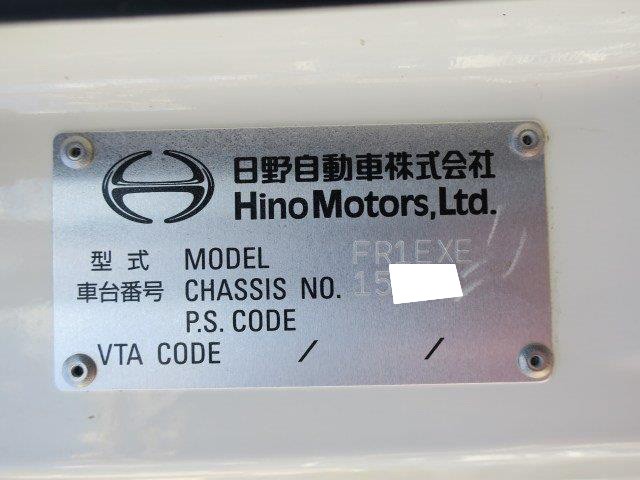 日野自動車株式会社
Hino Motors, Ltd.
型式 MODEL FR1EXE
車台番号 CHASSIS NO. 15
P.S. CODE
VTA CODE / /